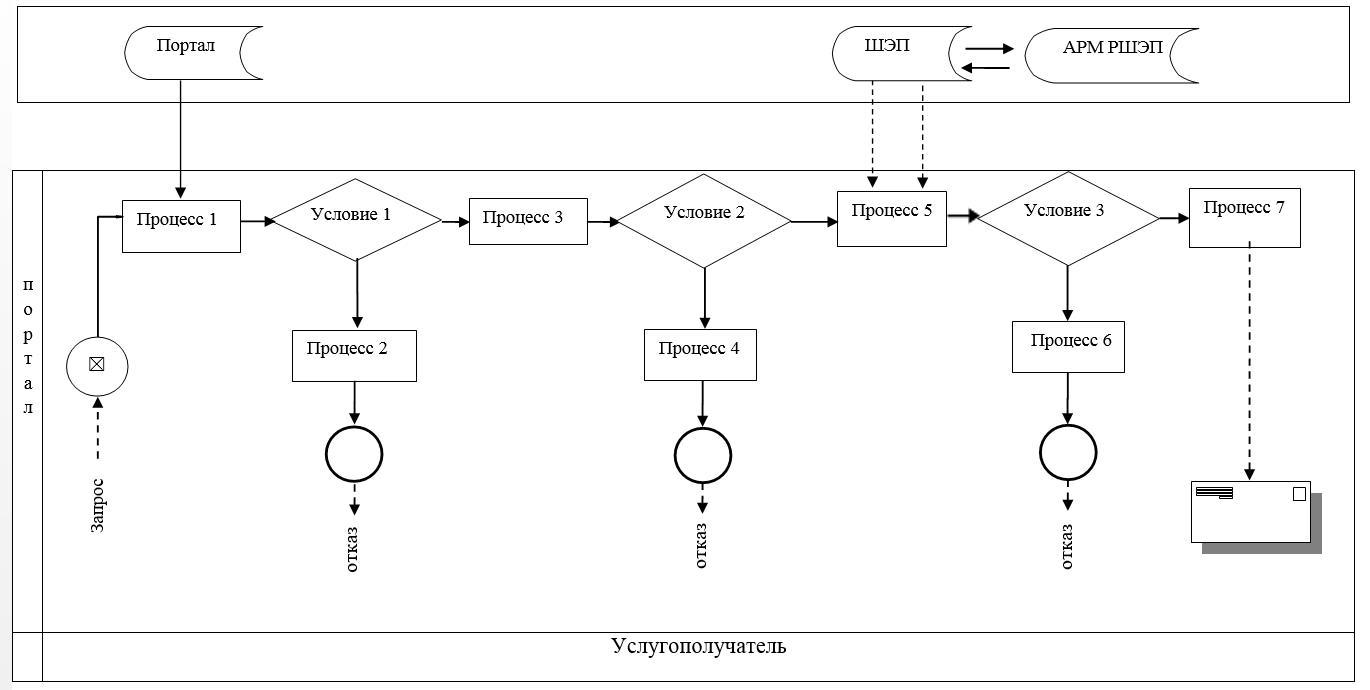 Портал
ШЭП
АРМ РШЭП
Процесс 1
Условие 1
Процесс 3
Условие 2
Процесс 5
Условие 3
Процесс 7
портал
Процесс 2
Процесс 4
Процесс 6
Запрос
отказ
отказ
отказ
Услугополучатель